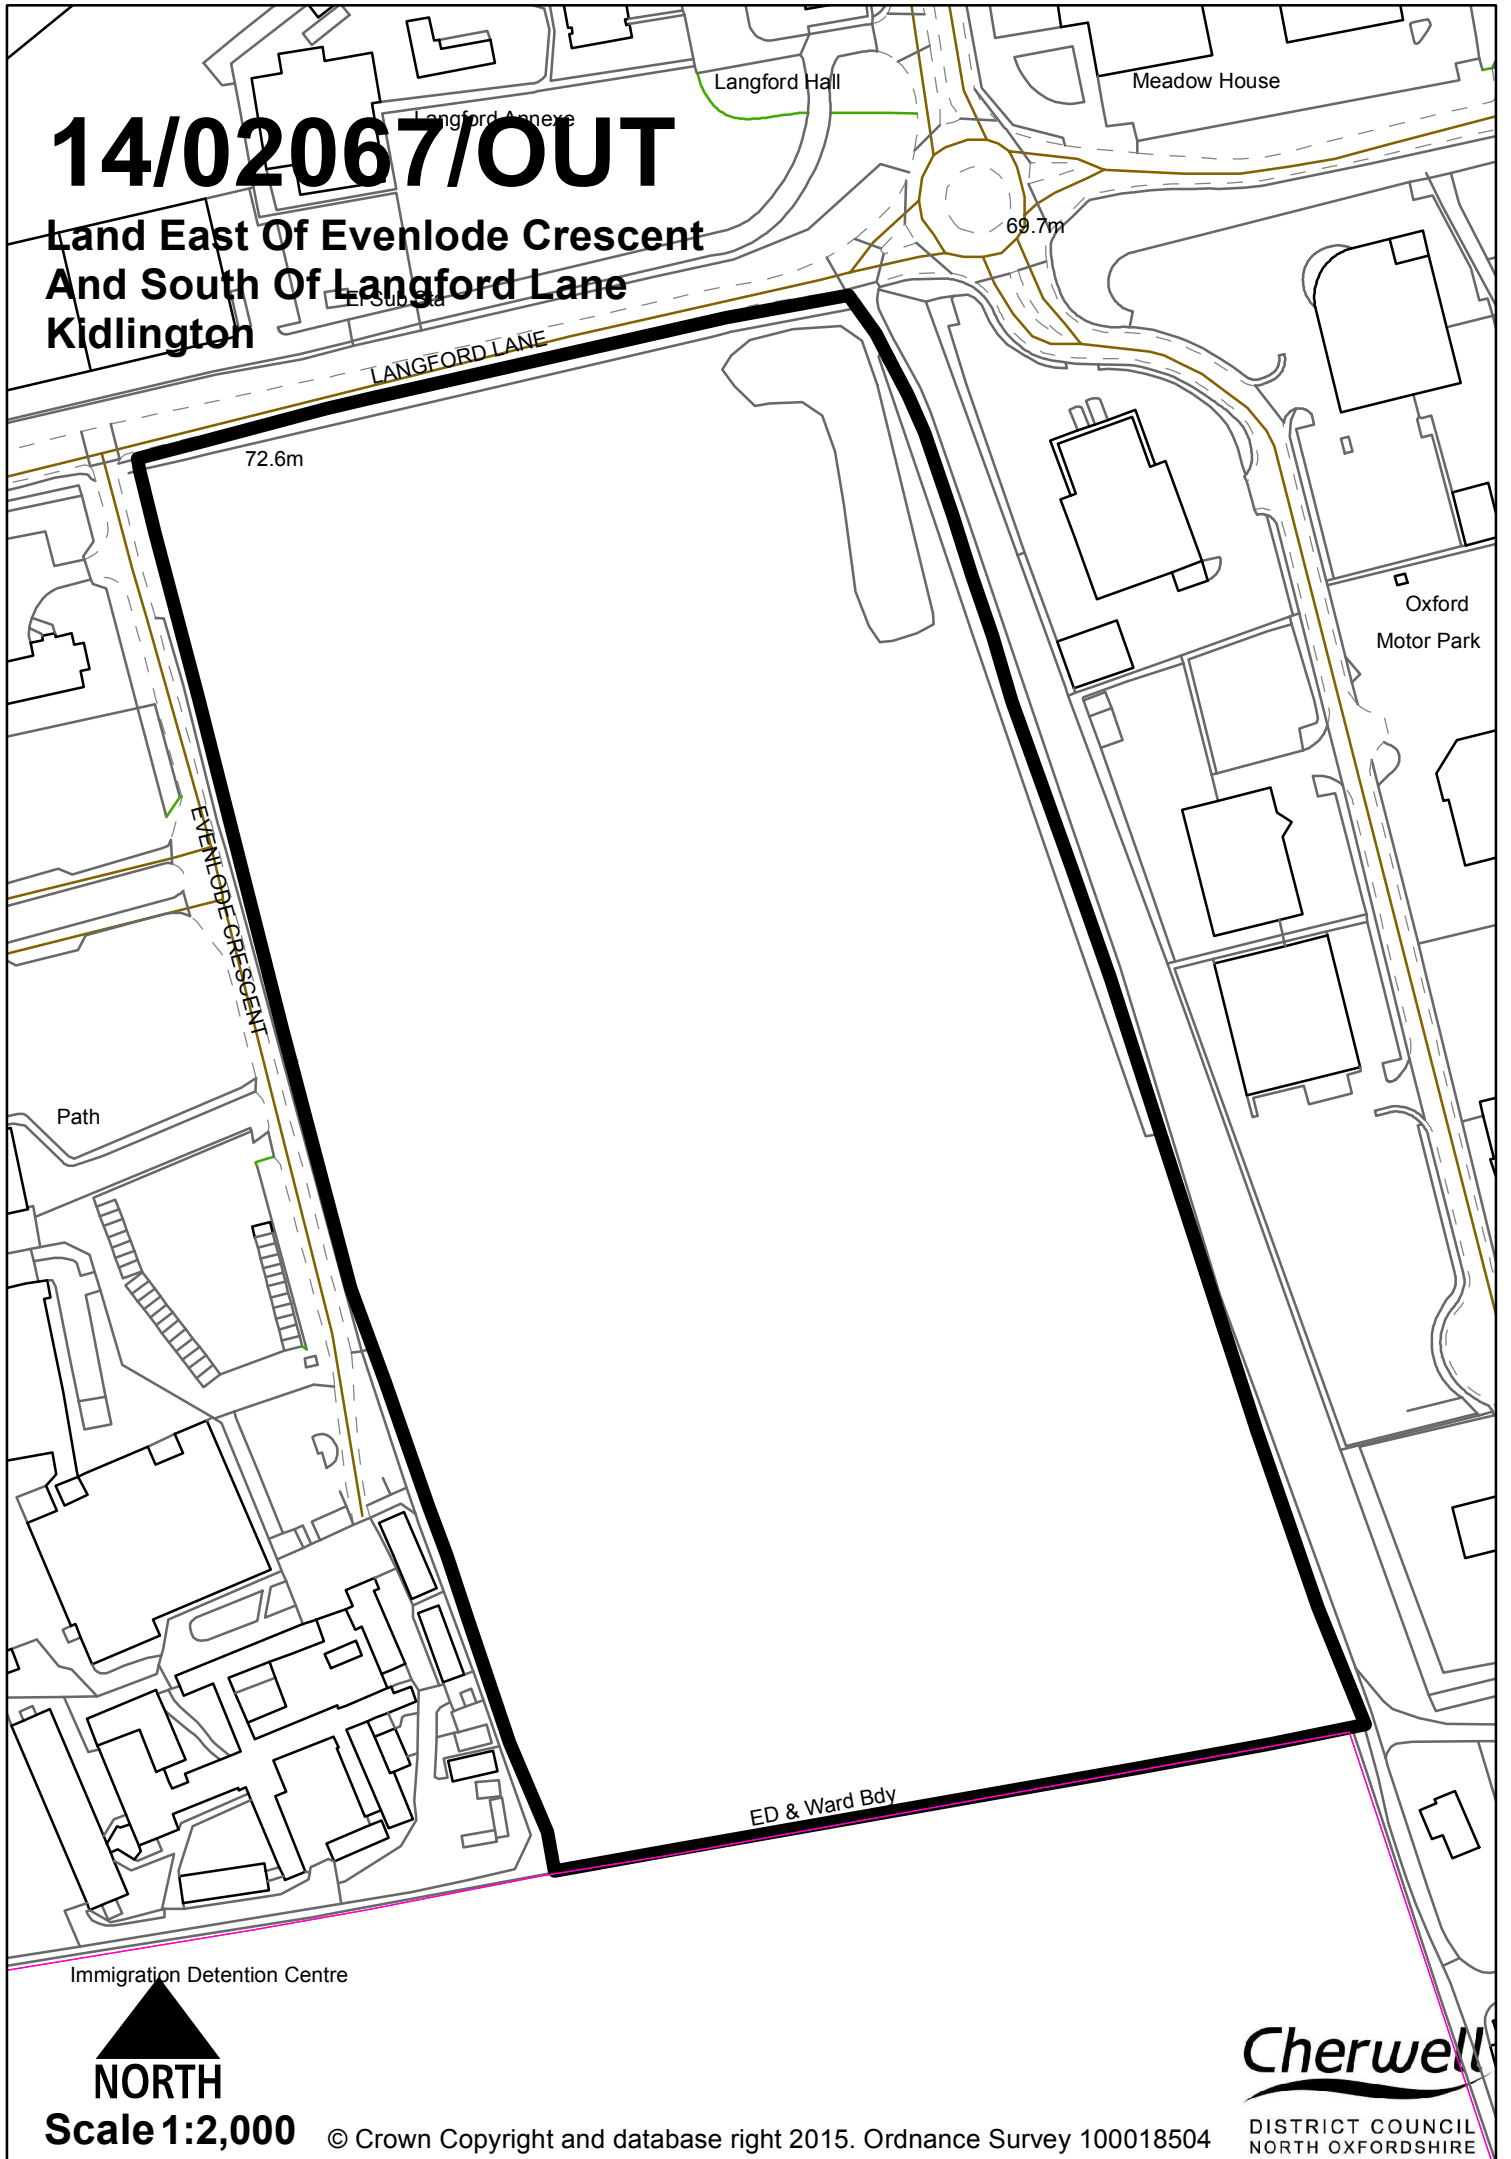 Langford Hall
Meadow House
Langford Annexe
14/02067/OUT
Land East Of Evenlode Crescent
And South Of Langford Lane
Kidlington
69.7m
El Sub Sta
LANGFORD LANE
72.6m
Oxford
Motor Park
EVENLODE CRESCENT
Path
ED & Ward Bdy
Immigration Detention Centre
NORTH
Scale 1:2,000
© Crown Copyright and database right 2015. Ordnance Survey 100018504
Cherwell
DISTRICT COUNCIL
NORTH OXFORDSHIRE